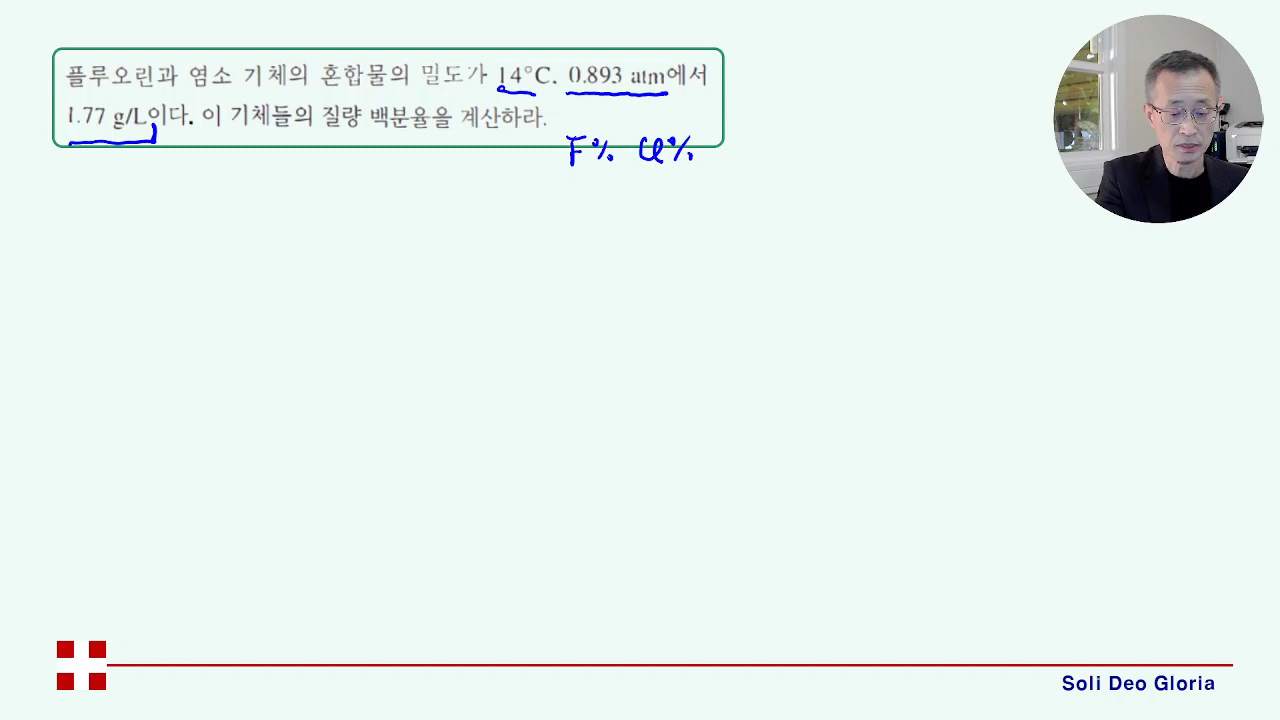 플루오린과 염소 기체의 혼합물의 밀도가 14°C. 0.893 atm에서
1.77 g/L이다. 이 기체들의 질량 백분율을 계산하라.
F% Cl%
Soli Deo Gloria